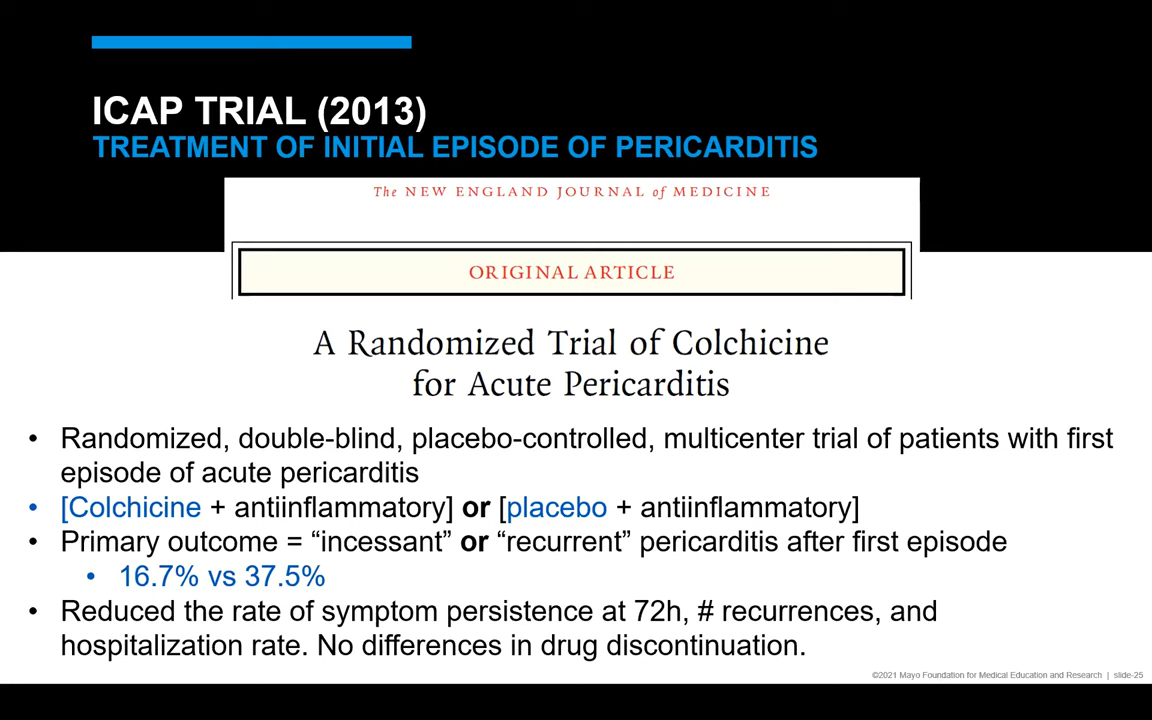 ICAP TRIAL (2013)
TREATMENT OF INITIAL EPISODE OF PERICARDITIS
The NEW ENGLAND JOURNAL of MEDICINE
ORIGINAL ARTICLE
A Randomized Trial of Colchicine
for Acute Pericarditis
• Randomized, double-blind, placebo-controlled, multicenter trial of patients with first
episode of acute pericarditis
• [Colchicine + antiinflammatory] or [placebo + antiinflammatory]
• Primary outcome = “incessant” or “recurrent” pericarditis after first episode
• 16.7% vs 37.5%
• Reduced the rate of symptom persistence at 72h, # recurrences, and
hospitalization rate. No differences in drug discontinuation.
©2021 Mayo Foundation for Medical Education and Research | slide-25